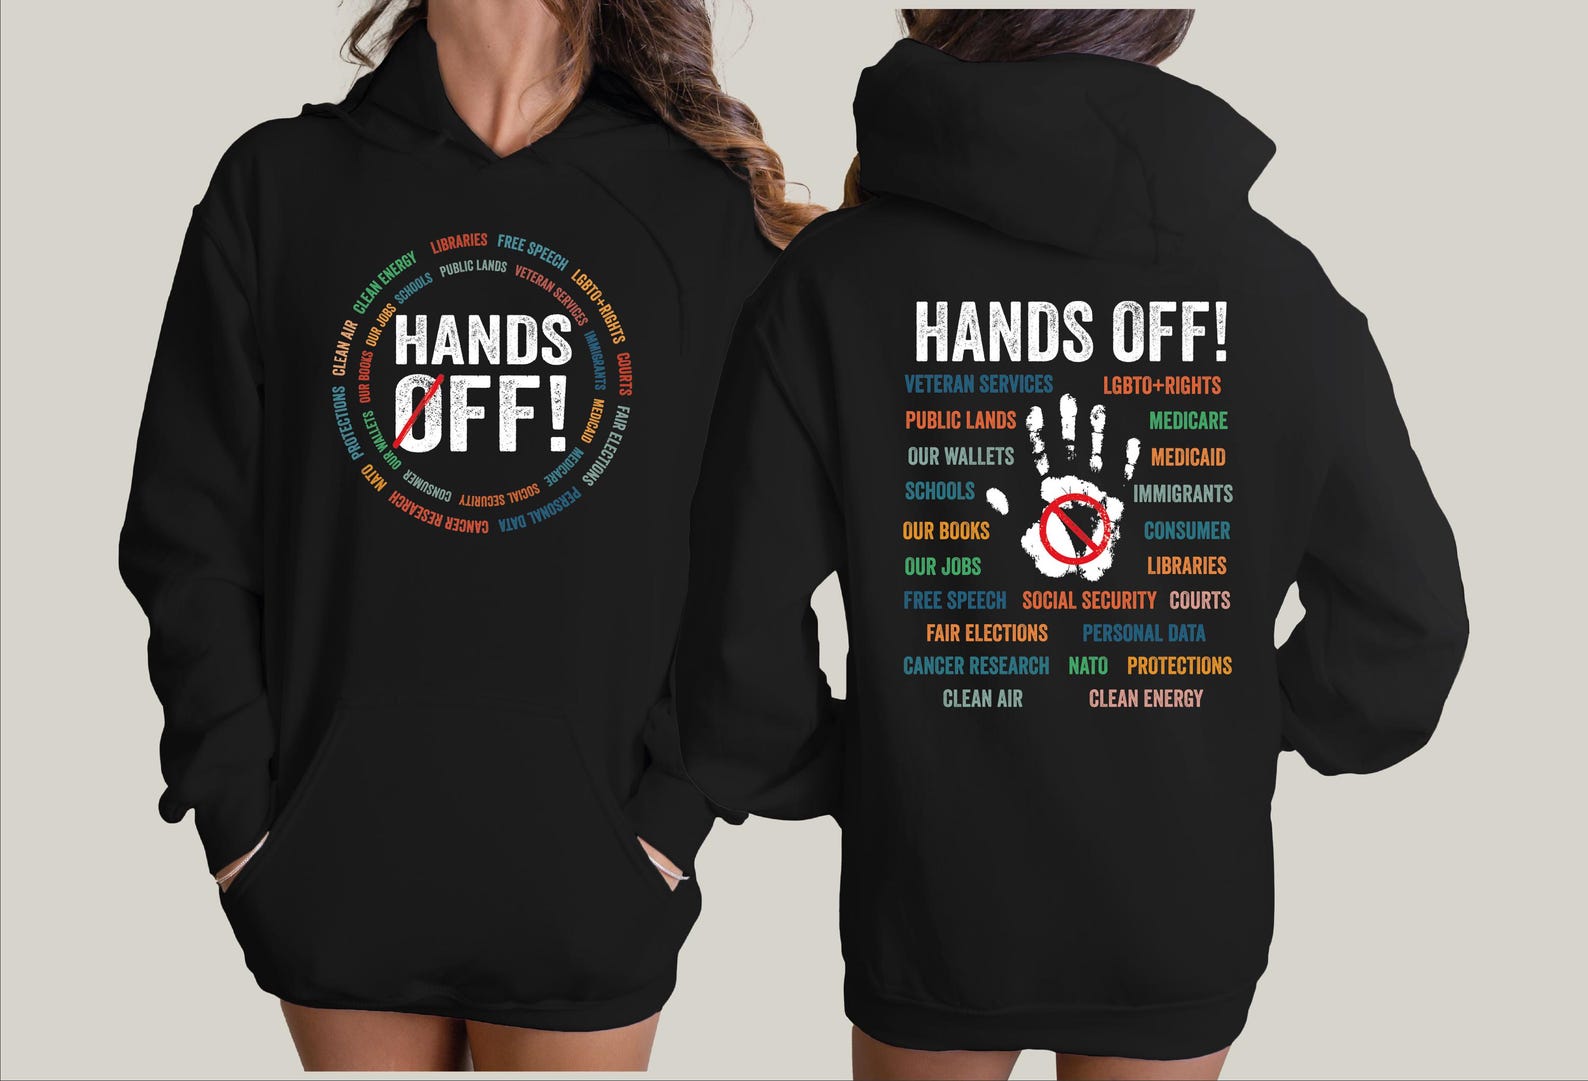 LIBRARIES FREE SPEECH LGBTO+RIGHTS COURTS FAIR ELECTIONS PERSONAL DATA CANCER RESEARCH NATO PROTECTIONS CLEAN AIR CLEAN ENERGY
PUBLIC LANDS VETERAN SERVICES IMMIGRANTS MEDICAID MEDICARE SOCIAL SECURITY CONSUMER OUR WALLETS OUR BOOKS OUR JOBS SCHOOLS
HANDS
OFF!
HANDS OFF!
VETERAN SERVICES LGBTO+RIGHTS
PUBLIC LANDS MEDICARE
OUR WALLETS MEDICAID
SCHOOLS IMMIGRANTS
OUR BOOKS CONSUMER
OUR JOBS LIBRARIES
FREE SPEECH SOCIAL SECURITY COURTS
FAIR ELECTIONS PERSONAL DATA
CANCER RESEARCH NATO PROTECTIONS
CLEAN AIR CLEAN ENERGY